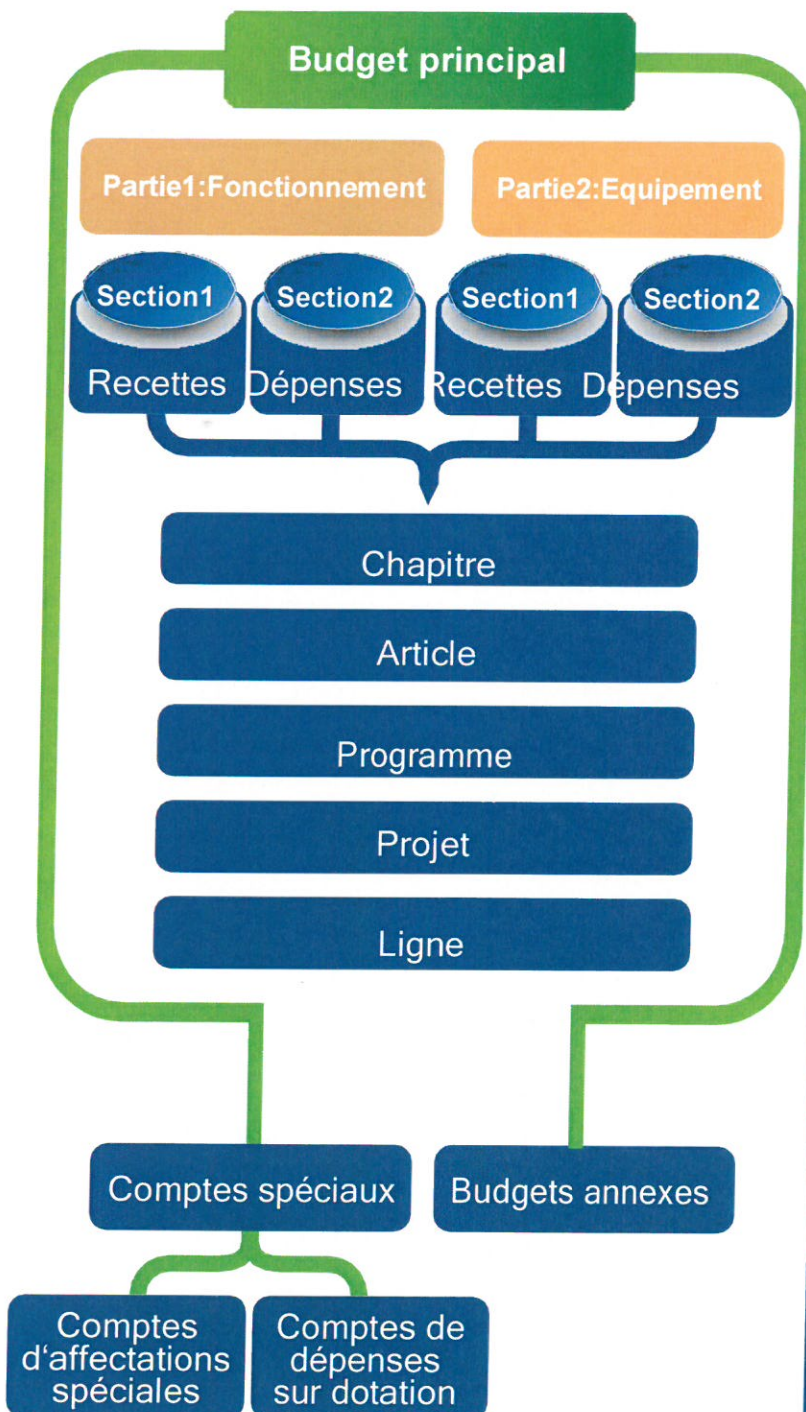 Budget principal
Partie1:Fonctionnement
Partie2:Equipement
Section1
Section2
Section1
Section2
Recettes
Dépenses
Recettes
Dépenses
Chapitre
Article
Programme
Projet
Ligne
Comptes spéciaux
Budgets annexes
Comptes
d'affectations
spéciales
Comptes de
dépenses
sur dotation